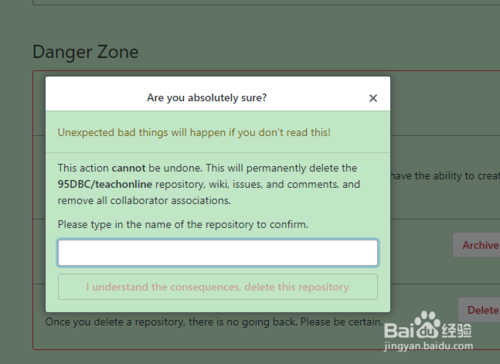 Danger Zone
Are you absolutely sure?
×
Unexpected bad things will happen if you don't read this!
This action cannot be undone. This will permanently delete the
95DBC/teachonline repository, wiki, issues, and comments, and
remove all collaborator associations.
have the ability to creat
Please type in the name of the repository to confirm.
Archive
I understand the consequences, delete this repository
Delete
Once you delete a repository, there is no going back. Please be certain.
Baidu 经验
jingyan.baidu.com